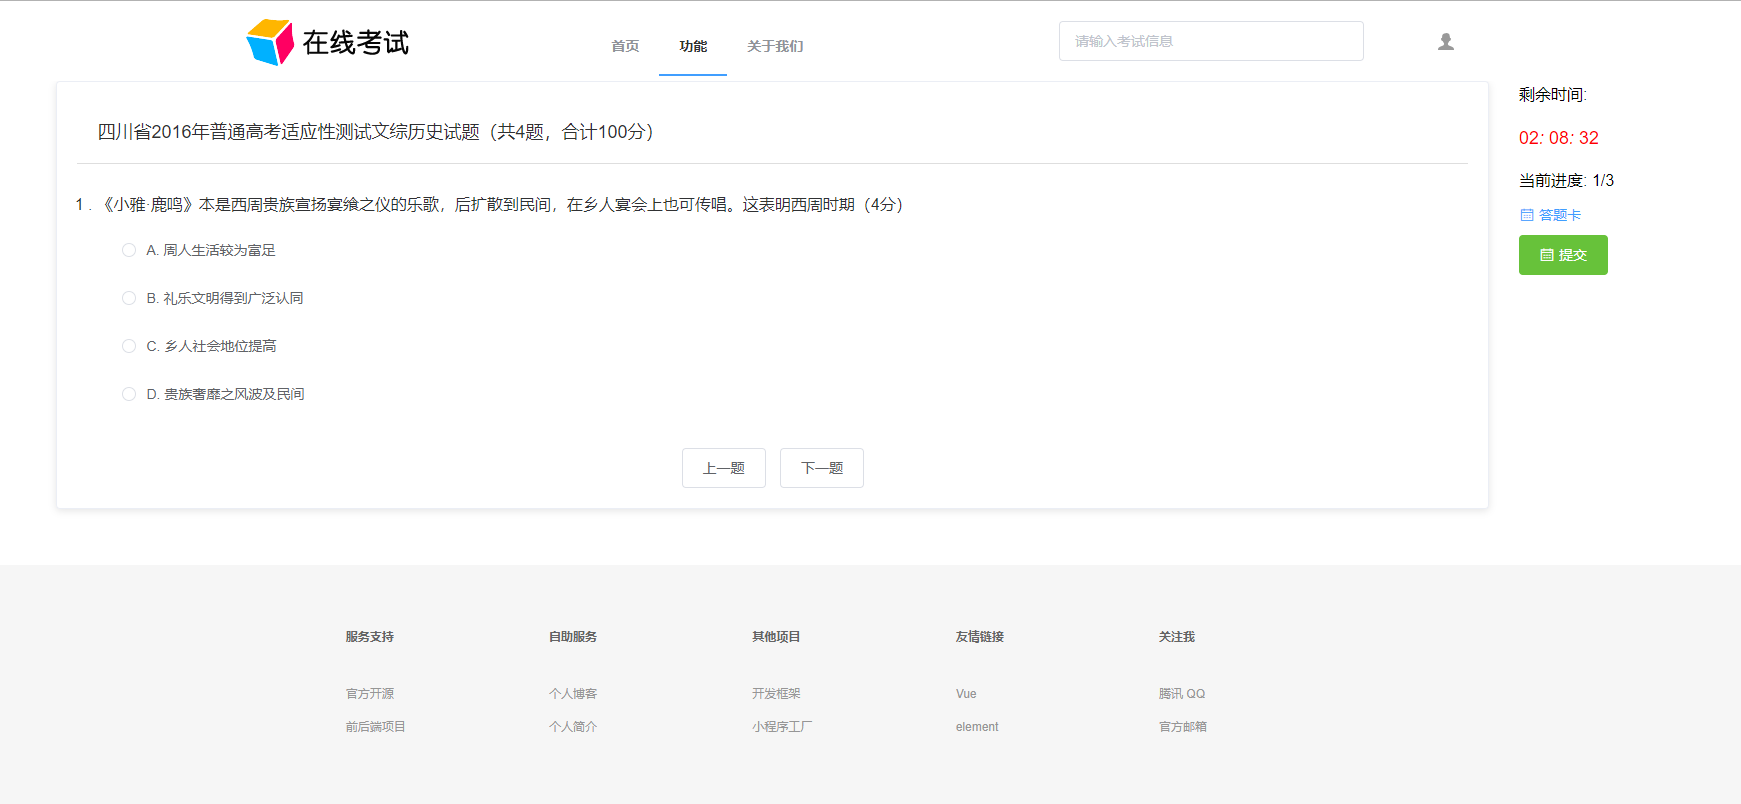 在线考试
首页 功能 关于我们
请输入考试信息
四川省2016年普通高考适应性测试文综历史试题（共4题，合计100分）
1 . 《小雅·鹿鸣》本是西周贵族宣扬宴飨之仪的乐歌，后扩散到民间，在乡人宴会上也可传唱。这表明西周时期（4分）
A. 周人生活较为富足
B. 礼乐文明得到广泛认同
C. 乡人社会地位提高
D. 贵族奢靡之风波及民间
上一题 下一题
剩余时间:
02: 08: 32
当前进度: 1/3
答题卡
提交
服务支持 自助服务 其他项目 友情链接 关注我
官方开源 个人博客 开发框架 Vue 腾讯 QQ
前后端项目 个人简介 小程序工厂 element 官方邮箱